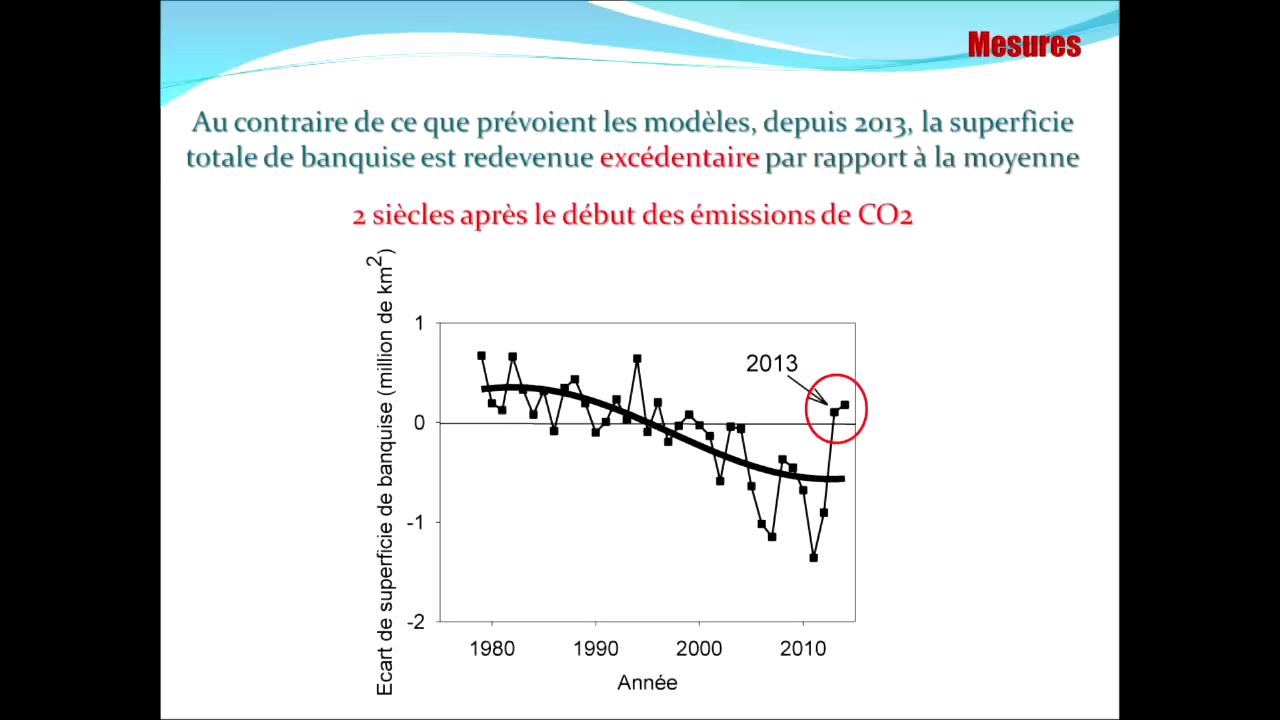 Mesures
Au contraire de ce que prévoient les modèles, depuis 2013, la superficie
totale de banquise est redevenue excédentaire par rapport à la moyenne
2 siècles après le début des émissions de CO2
Ecart de superficie de banquise (million de km²)
1
2013
0
-1
-2
1980 1990 2000 2010
Année